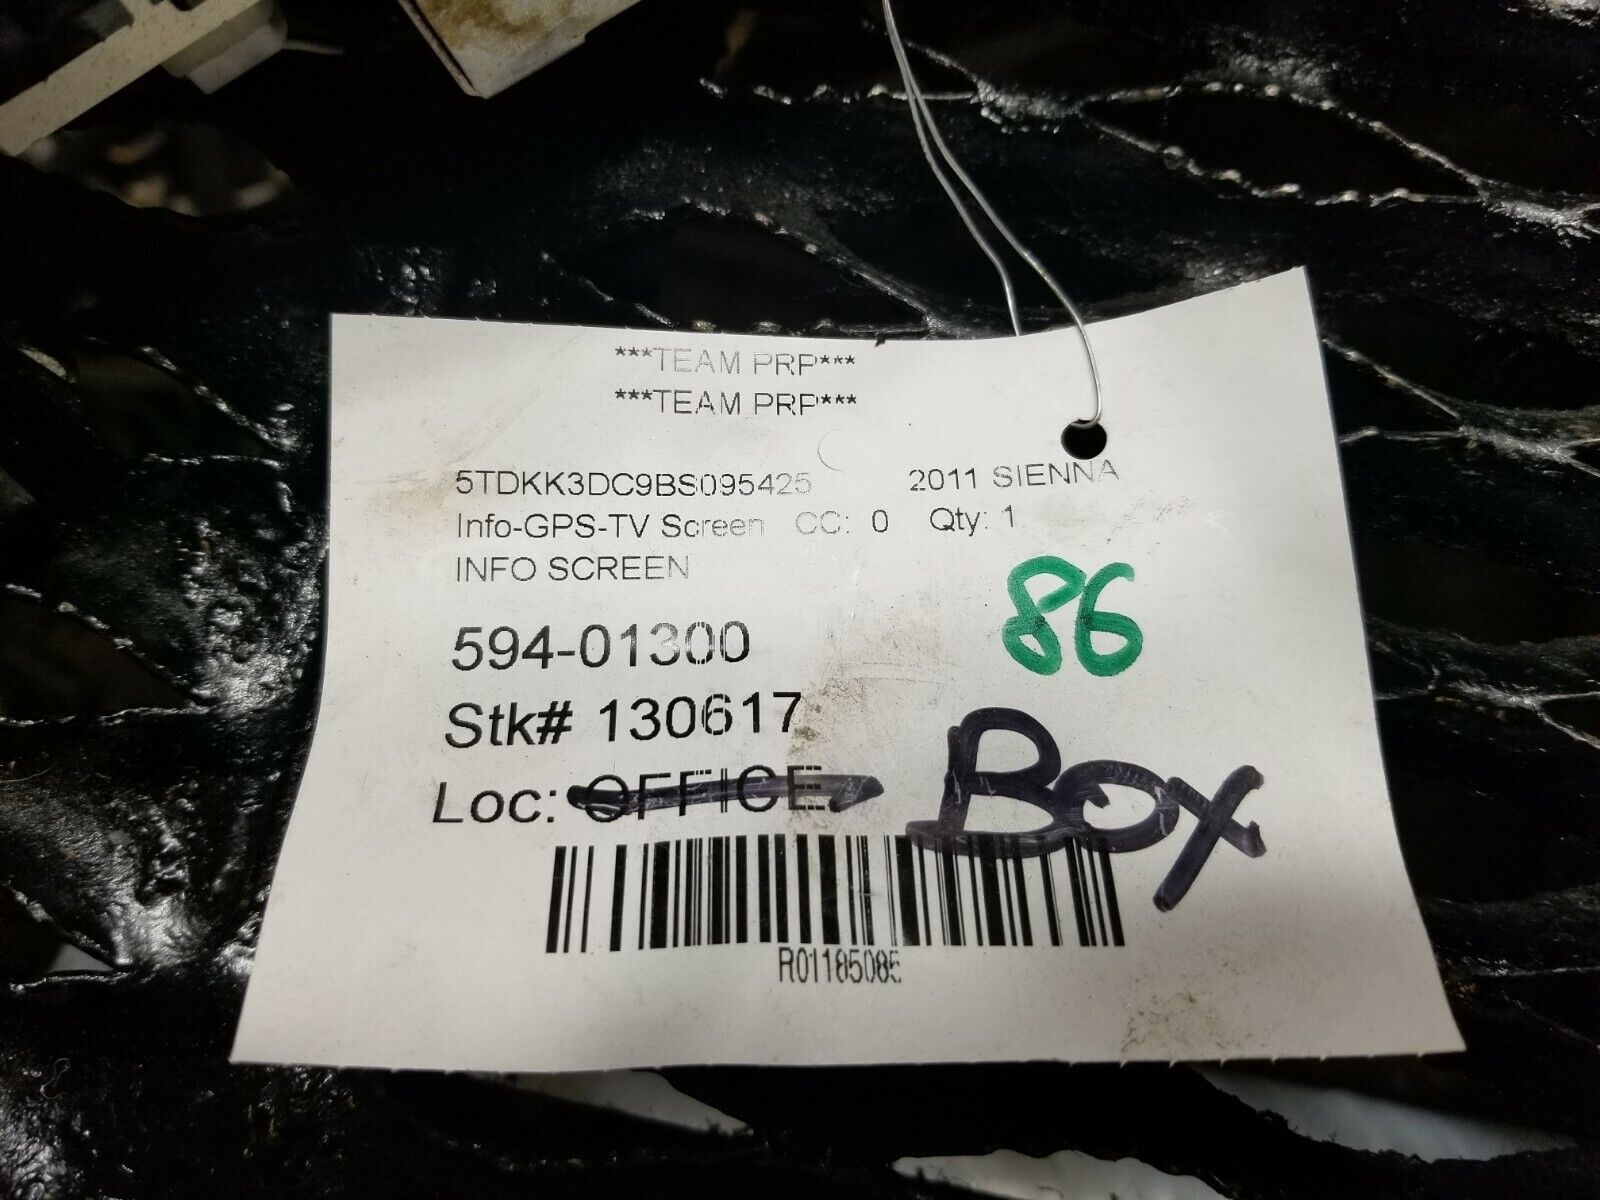 ***TEAM PRP***
***TEAM PRP***
5TDKK3DC9BS095425 2011 SIENNA
Info-GPS-TV Screen CC: 0 Qty: 1
INFO SCREEN
86
594-01300
Stk# 130617
Loc: OFFICE BOX
R01185085